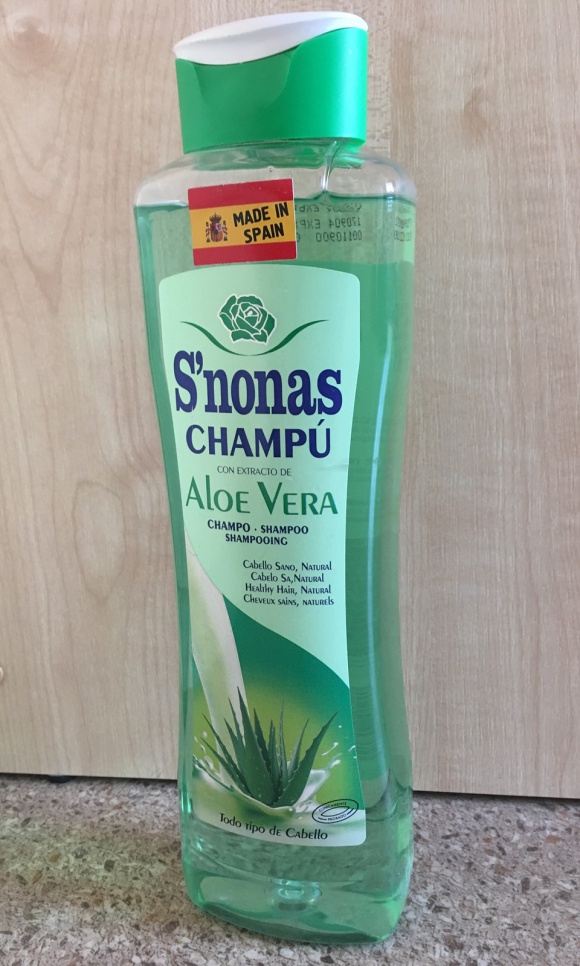 MADE IN
SPAIN
S'nonas
CHAMPÚ
CON EXTRACTO DE
Aloe Vera
CHAMPO · SHAMPOO
SHAMPOOING
Cabello Sano, Natural
Cabelo Sa,Natural
Healthy Hair, Natural
Cheveux sains, naturels
Todo tipo de Cabello